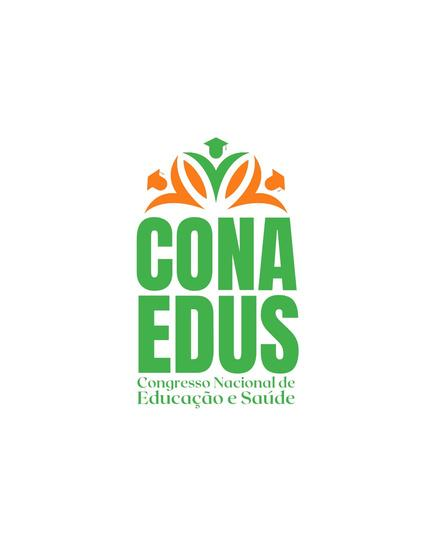 CONA
EDUS
Congresso Nacional de
Educação e Saúde